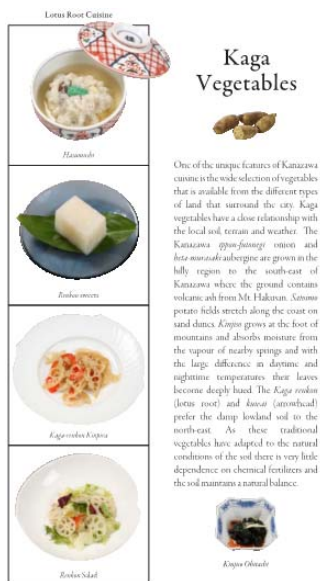 Lotus Root Cuisine
Hasumushi
Renkon sweets
Kaga-renkon Kinpira
Renkon Salad
Kaga
Vegetables
One of the unique features of Kanazawa
cuisine is the wide selection of vegetables
that is available from the different types
of land that surround the city. Kaga
vegetables have a close relationship with
the local soil, terrain and weather. The
Kanazawa ippon-futonegi onion and
heta-murasaki aubergine are grown in the
hilly region to the south-east of
Kanazawa where the ground contains
volcanic ash from Mt. Hakusan. Satsumo
potato fields stretch along the coast on
sand dunes. Kinjiso grows at the foot of
mountains and absorbs moisture from
the vapour of nearby springs and with
the large difference in daytime and
nighttime temperatures their leaves
become deeply hued. The Kaga renkon
(lotus root) and kuwai (arrowhead)
prefer the damp lowland soil to the
north-east. As these traditional
vegetables have adapted to the natural
conditions of the soil there is very little
dependence on chemical fertilizers and
the soil maintains a natural balance.
Kinjiso Ohitashi